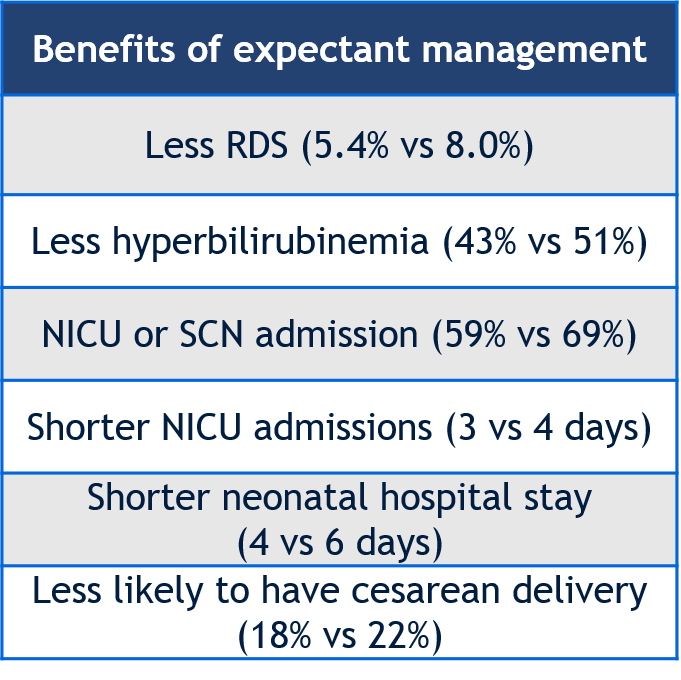 Benefits of expectant management
Less RDS (5.4% vs 8.0%)
Less hyperbilirubinemia (43% vs 51%)
NICU or SCN admission (59% vs 69%)
Shorter NICU admissions (3 vs 4 days)
Shorter neonatal hospital stay
(4 vs 6 days)
Less likely to have cesarean delivery
(18% vs 22%)